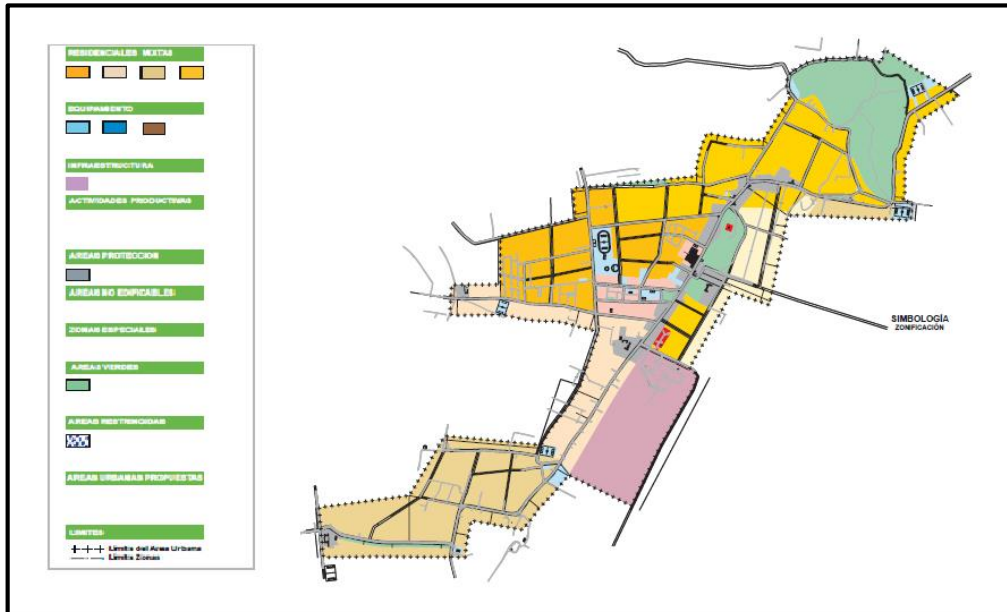 RESIDENCIALES MIXTAS
EQUIPAMIENTO
INFRAESTRUCTURA
ACTIVIDADES PRODUCTIVAS
AREAS PROTECCION
AREAS NO EDIFICABLES
ZONAS ESPECIALES
AREAS VERDES
AREAS RESTRINGIDAS
AREAS URBANAS PROPUESTAS
LIMITES
Limite del Area Urbana
Limite Zonas
SIMBOLOGÍA
ZONIFICACIÓN